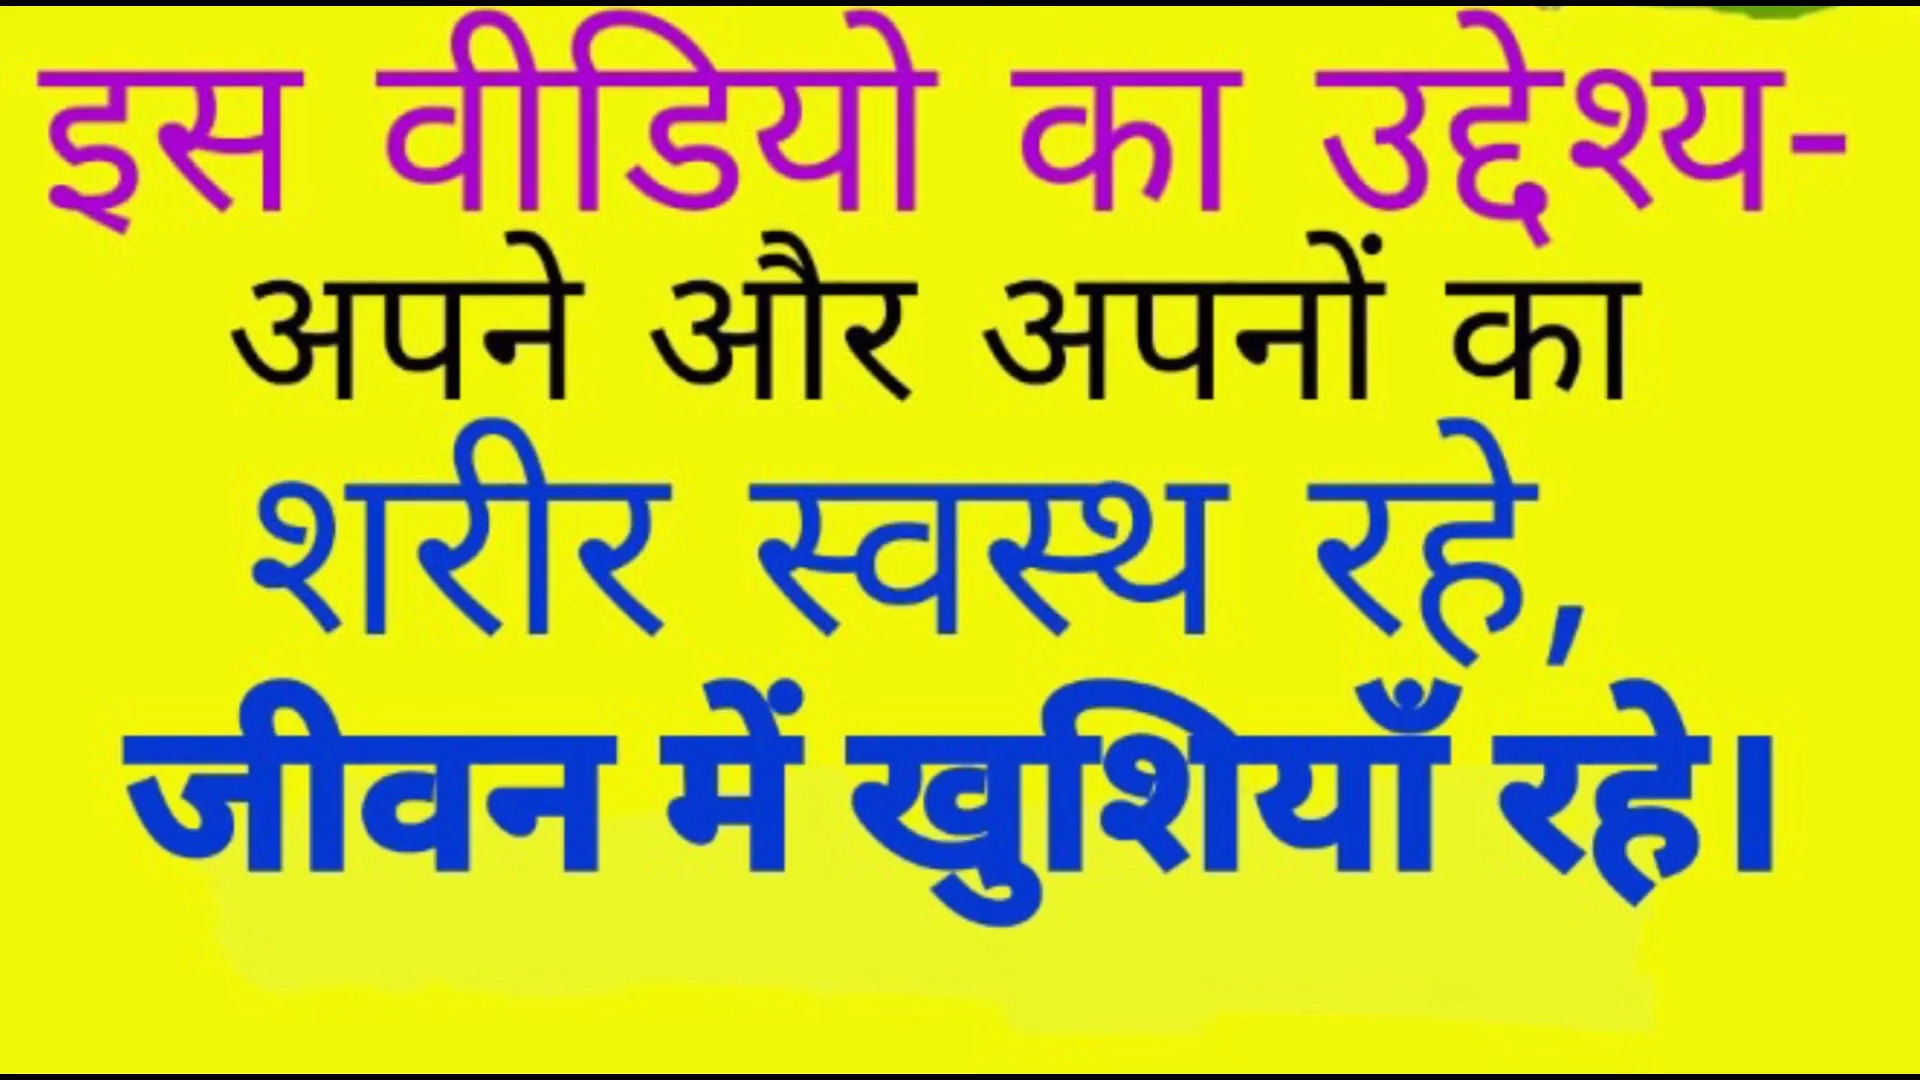 इस वीडियो का उद्देश्य-
अपने और अपनों का
शरीर स्वस्थ रहे,
जीवन में खुशियाँ रहे।